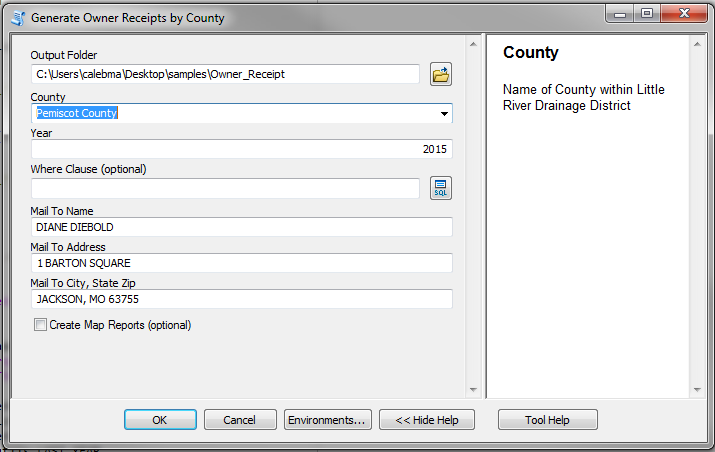 Generate Owner Receipts by County
Output Folder
C:\Users\calebma\Desktop\samples\Owner_Receipt
County
Pemiscot County
Year
2015
Where Clause (optional)
SQL
Mail To Name
DIANE DIEBOLD
Mail To Address
1 BARTON SQUARE
Mail To City, State Zip
JACKSON, MO 63755
Create Map Reports (optional)
County
Name of County within Little
River Drainage District
OK
Cancel
Environments...
<< Hide Help
Tool Help